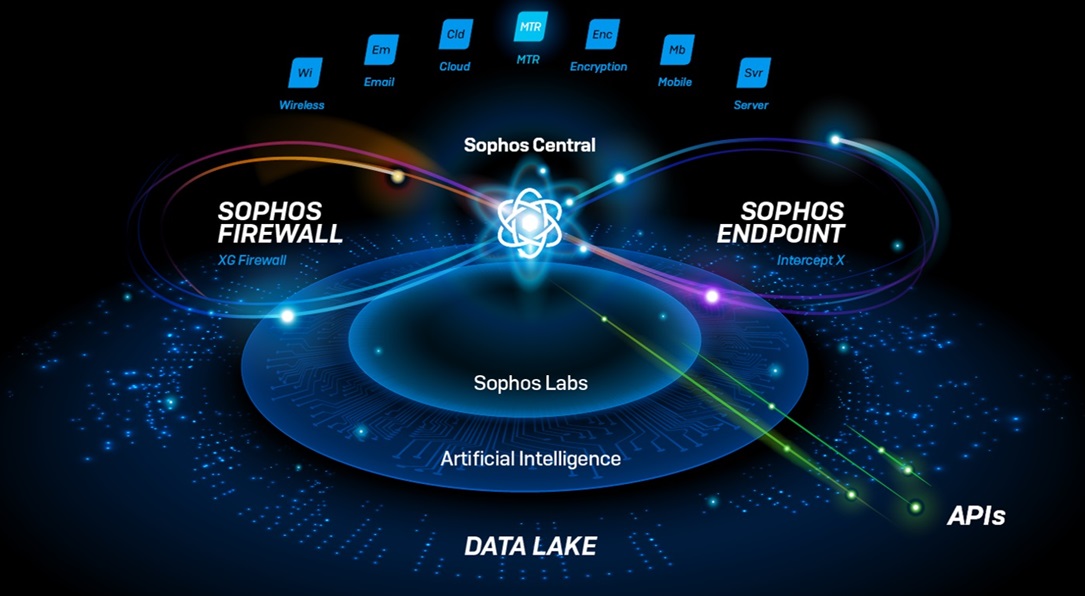 Wi
Wireless
Em
Email
Cld
Cloud
MTR
MTR
Enc
Encryption
Mb
Mobile
Svr
Server
Sophos Central
SOPHOS
FIREWALL
XG Firewall
SOPHOS
ENDPOINT
Intercept X
Sophos Labs
Artificial Intelligence
DATA LAKE
APIs